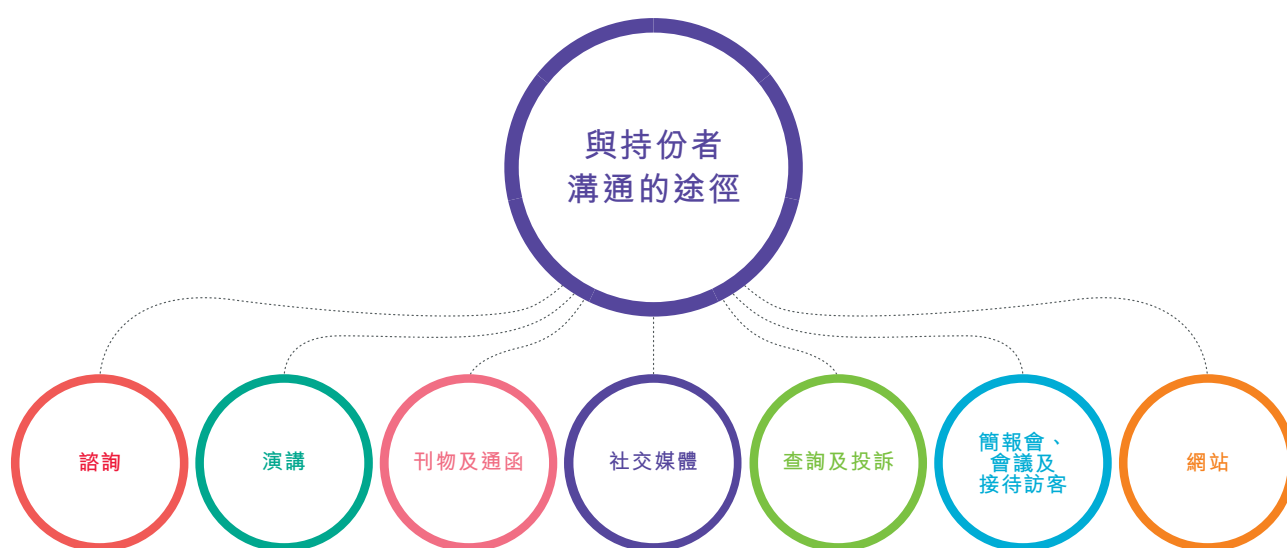 與持份者
溝通的途徑
諮詢
演講
刊物及通函
社交媒體
查詢及投訴
簡報會、
會議及
接待訪客
網站